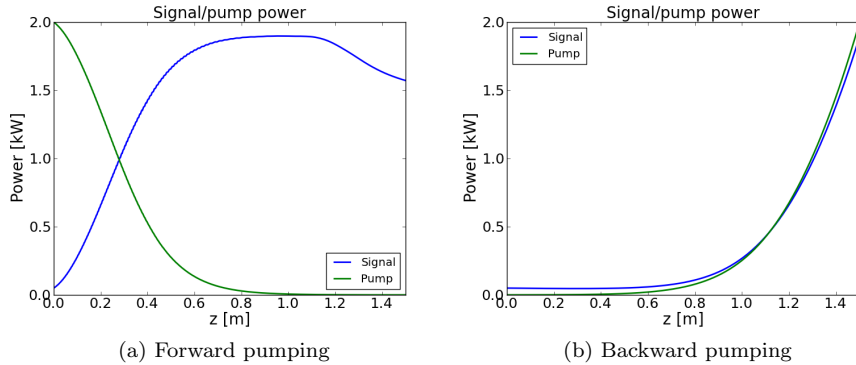 Signal/pump power
2.0
1.5
1.0
0.5
0.0
Power [kW]
Signal
Pump
0.0 0.2 0.4 0.6 0.8 1.0 1.2 1.4
z [m]
(a) Forward pumping
Signal/pump power
2.0
1.5
1.0
0.5
0.0
Power [kW]
Signal
Pump
0.0 0.2 0.4 0.6 0.8 1.0 1.2 1.4
z [m]
(b) Backward pumping